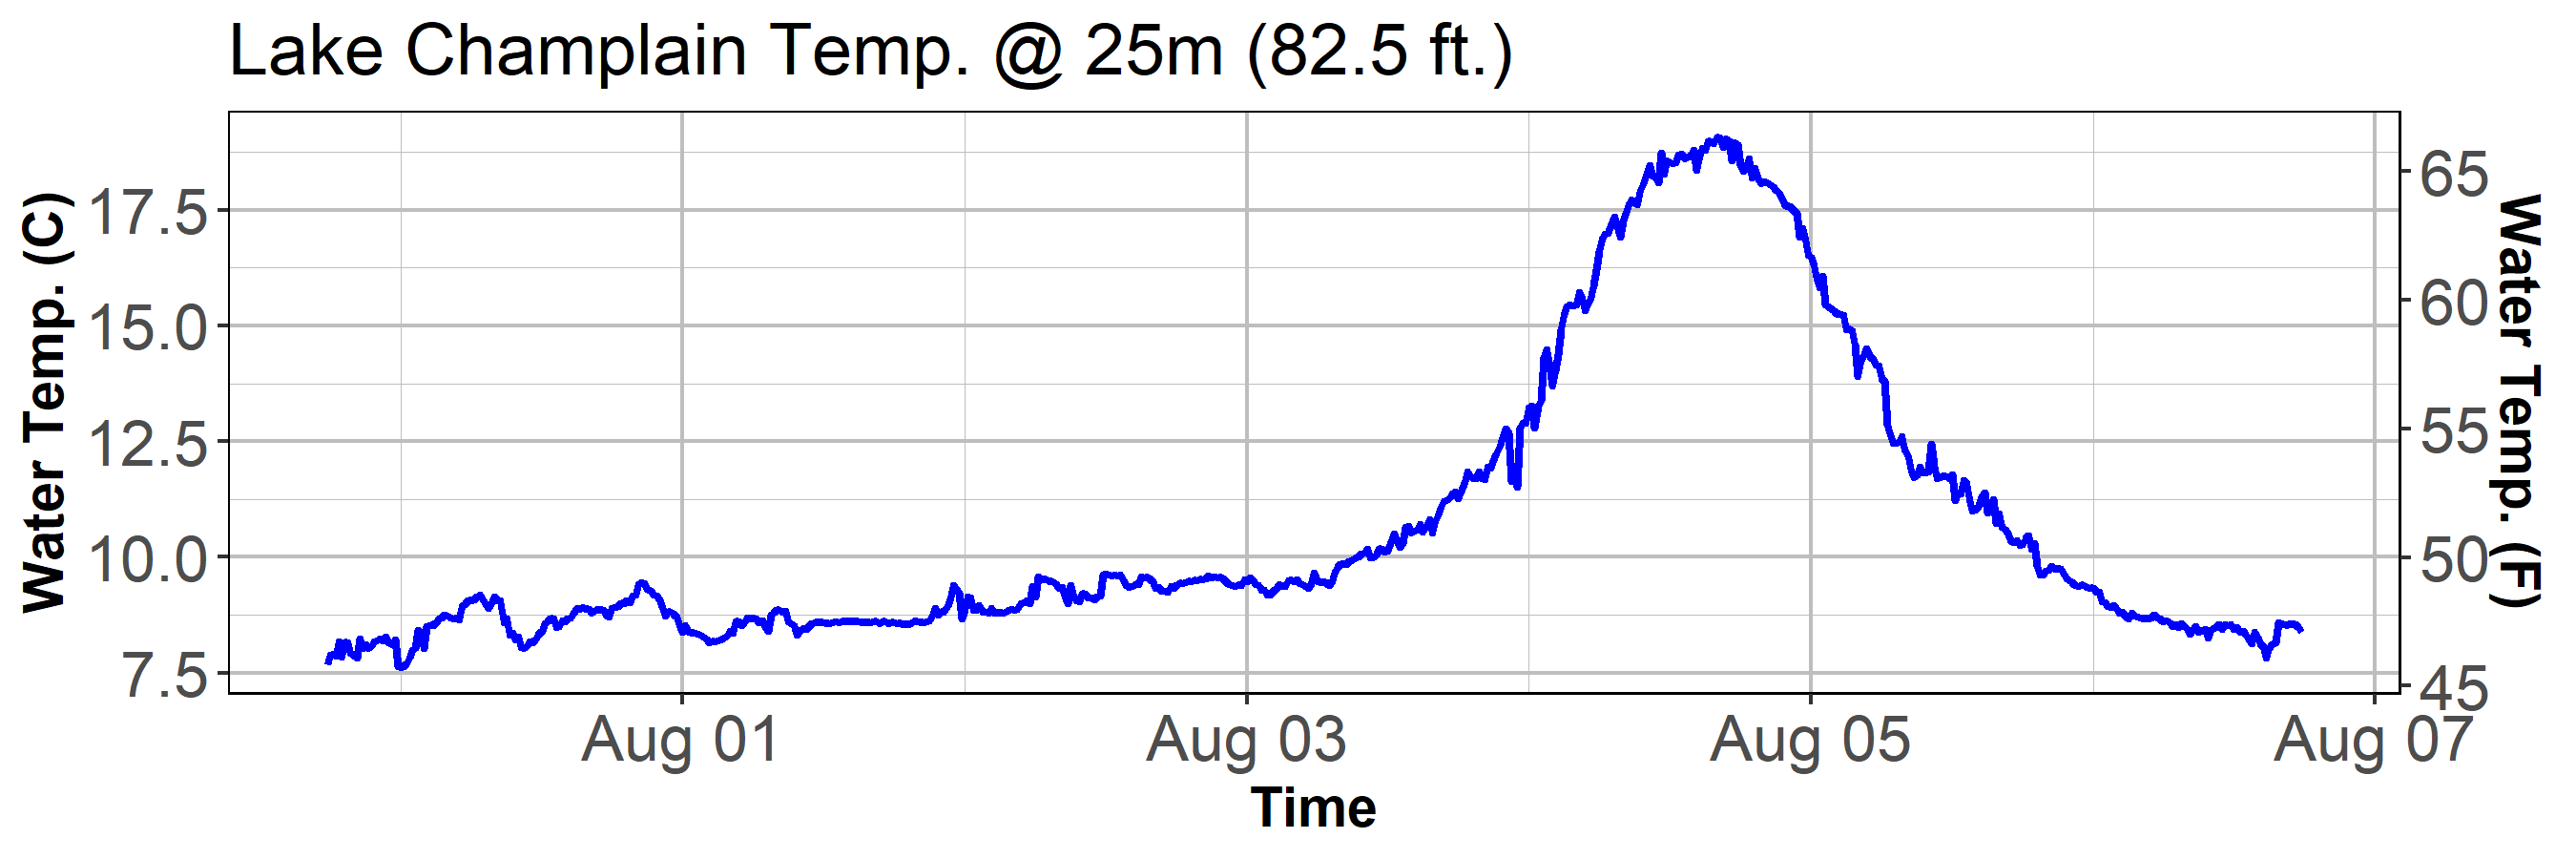 Lake Champlain Temp. @ 25m (82.5 ft.)
Water Temp. (C)
17.5
15.0
12.5
10.0
7.5
65
60
55
50
45
Water Temp. (F)
Aug 01
Aug 03
Aug 05
Aug 07
Time